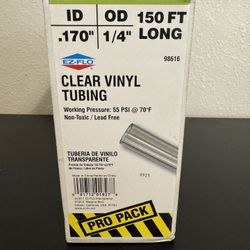 ID OD 150 FT
.170" 1/4" LONG
EZ-FLO
98616
CLEAR VINYL
TUBING
Working Pressure: 55 PSI @ 70°F
Non-Toxic / Lead Free
TUBERIA DE VINILO
TRANSPARENTE
PRO PACK